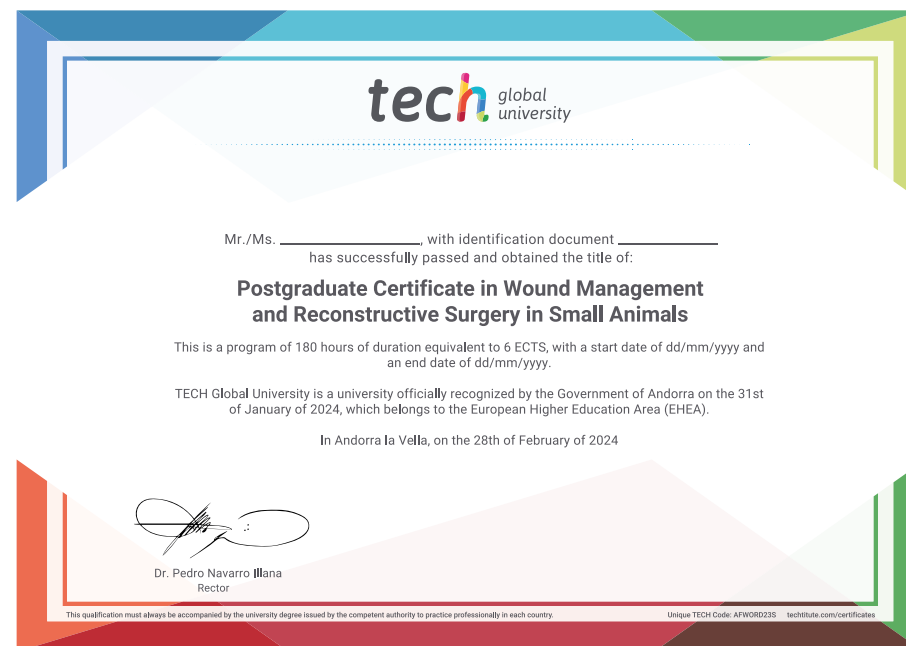 tech global university
Mr./Ms. ____________, with identification document ____________
has successfully passed and obtained the title of:
Postgraduate Certificate in Wound Management
and Reconstructive Surgery in Small Animals
This is a program of 180 hours of duration equivalent to 6 ECTS, with a start date of dd/mm/yyyy and
an end date of dd/mm/yyyy.
TECH Global University is a university officially recognized by the Government of Andorra on the 31st
of January of 2024, which belongs to the European Higher Education Area (EHEA).
In Andorra la Vella, on the 28th of February of 2024
Dr. Pedro Navarro Illana
Rector
This qualification must always be accompanied by the university degree issued by the competent authority to practice professionally in each country.
Unique TECH Code: AFWORD23S techtitute.com/certificates